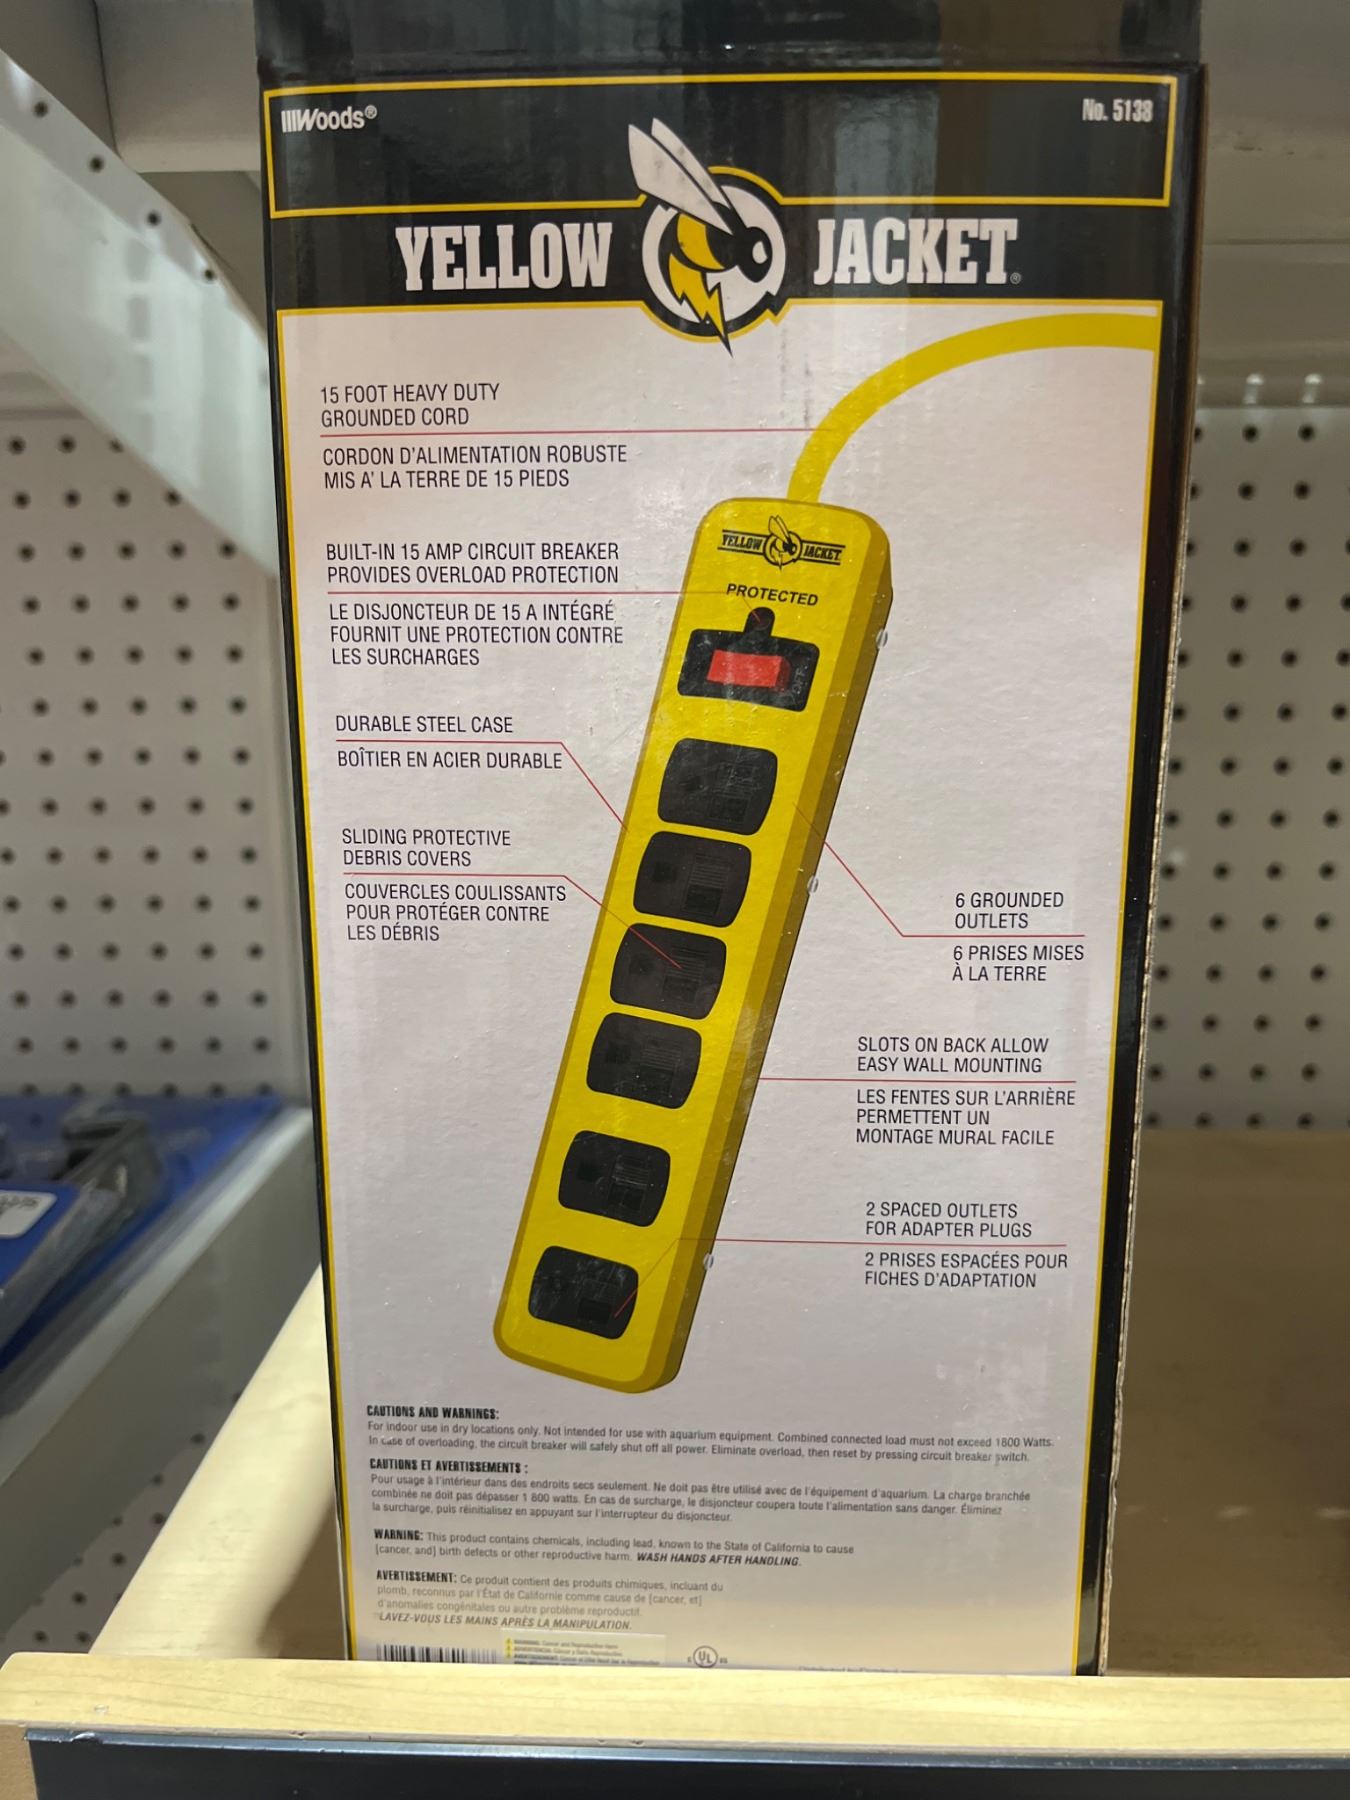 Woods®
No. 5138
YELLOW JACKET®
15 FOOT HEAVY DUTY
GROUNDED CORD
CORDON D'ALIMENTATION ROBUSTE
MIS A' LA TERRE DE 15 PIEDS
BUILT-IN 15 AMP CIRCUIT BREAKER
PROVIDES OVERLOAD PROTECTION
LE DISJONCTEUR DE 15 A INTÉGRÉ
FOURNIT UNE PROTECTION CONTRE
LES SURCHARGES
YELLOW JACKET
PROTECTED
OFF
DURABLE STEEL CASE
BOÎTIER EN ACIER DURABLE
SLIDING PROTECTIVE
DEBRIS COVERS
COUVERCLES COULISSANTS
POUR PROTÉGER CONTRE
LES DÉBRIS
6 GROUNDED
OUTLETS
6 PRISES MISES
À LA TERRE
SLOTS ON BACK ALLOW
EASY WALL MOUNTING
LES FENTES SUR L'ARRIÈRE
PERMETTENT UN
MONTAGE MURAL FACILE
2 SPACED OUTLETS
FOR ADAPTER PLUGS
2 PRISES ESPACÉES POUR
FICHES D'ADAPTATION
CAUTIONS AND WARNINGS:
For indoor use in dry locations only. Not intended for use with aquarium equipment. Combined connected load must not exceed 1800 Watts.
In case of overloading, the circuit breaker will safely shut off all power. Eliminate overload, then reset by pressing circuit breaker switch.
CAUTIONS ET AVERTISSEMENTS :
Pour usage à l'intérieur dans des endroits secs seulement. Ne doit pas être utilisé avec de l'équipement d'aquarium. La charge branchée
combinée ne doit pas dépasser 1 800 watts. En cas de surcharge, le disjoncteur coupera toute l'alimentation sans danger. Éliminez
la surcharge, puis réinitialisez en appuyant sur l'interrupteur du disjoncteur.
WARNING: This product contains chemicals, including lead, known to the State of California to cause
[cancer, and] birth defects or other reproductive harm. WASH HANDS AFTER HANDLING.
AVERTISSEMENT: Ce produit contient des produits chimiques, incluant du
plomb, reconnus par l'État de Californie comme cause de [cancer, et]
d'anomalies congénitales ou autre problème reproductif.
LAVEZ-VOUS LES MAINS APRÈS LA MANIPULATION.
C UL US